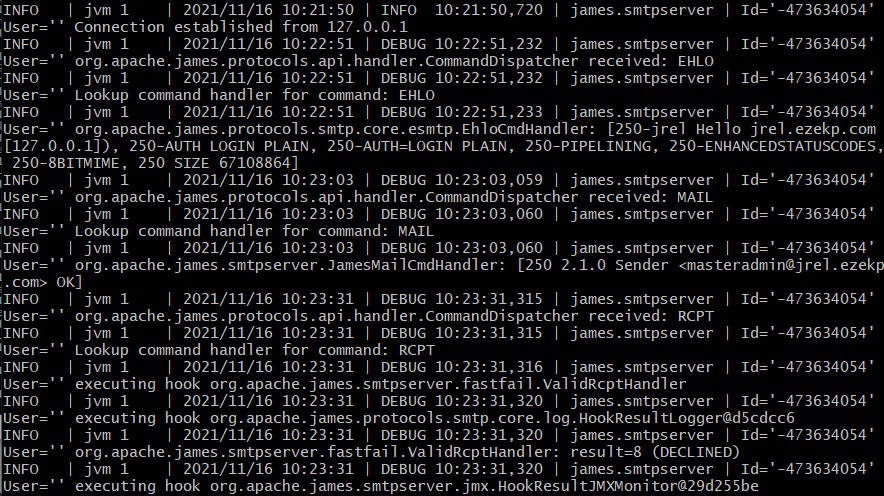 INFO   | jvm 1    | 2021/11/16 10:21:50 | INFO  10:21:50,720 | james.smtpserver | Id='-473634054'
User='' Connection established from 127.0.0.1
INFO   | jvm 1    | 2021/11/16 10:22:51 | DEBUG 10:22:51,232 | james.smtpserver | Id='-473634054'
User='' org.apache.james.protocols.api.handler.CommandDispatcher received: EHLO
INFO   | jvm 1    | 2021/11/16 10:22:51 | DEBUG 10:22:51,232 | james.smtpserver | Id='-473634054'
User='' Lookup command handler for command: EHLO
INFO   | jvm 1    | 2021/11/16 10:22:51 | DEBUG 10:22:51,233 | james.smtpserver | Id='-473634054'
User='' org.apache.james.protocols.smtp.core.esmtp.EhloCmdHandler: [250-jrel Hello jrel.ezekp.com
[127.0.0.1]), 250-AUTH LOGIN PLAIN, 250-AUTH=LOGIN PLAIN, 250-PIPELINING, 250-ENHANCEDSTATUSCODES,
250-8BITMIME, 250 SIZE 67108864]
INFO   | jvm 1    | 2021/11/16 10:23:03 | DEBUG 10:23:03,059 | james.smtpserver | Id='-473634054'
User='' org.apache.james.protocols.api.handler.CommandDispatcher received: MAIL
INFO   | jvm 1    | 2021/11/16 10:23:03 | DEBUG 10:23:03,060 | james.smtpserver | Id='-473634054'
User='' Lookup command handler for command: MAIL
INFO   | jvm 1    | 2021/11/16 10:23:03 | DEBUG 10:23:03,060 | james.smtpserver | Id='-473634054'
User='' org.apache.james.smtpserver.JamesMailCmdHandler: [250 2.1.0 Sender <masteradmin@jrel.ezekp
.com> OK]
INFO   | jvm 1    | 2021/11/16 10:23:31 | DEBUG 10:23:31,315 | james.smtpserver | Id='-473634054'
User='' org.apache.james.protocols.api.handler.CommandDispatcher received: RCPT
INFO   | jvm 1    | 2021/11/16 10:23:31 | DEBUG 10:23:31,315 | james.smtpserver | Id='-473634054'
User='' Lookup command handler for command: RCPT
INFO   | jvm 1    | 2021/11/16 10:23:31 | DEBUG 10:23:31,316 | james.smtpserver | Id='-473634054'
User='' executing hook org.apache.james.smtpserver.fastfail.ValidRcptHandler
INFO   | jvm 1    | 2021/11/16 10:23:31 | DEBUG 10:23:31,320 | james.smtpserver | Id='-473634054'
User='' executing hook org.apache.james.protocols.smtp.core.log.HookResultLogger@d5cdcc6
INFO   | jvm 1    | 2021/11/16 10:23:31 | DEBUG 10:23:31,320 | james.smtpserver | Id='-473634054'
User='' org.apache.james.smtpserver.fastfail.ValidRcptHandler: result=8 (DECLINED)
INFO   | jvm 1    | 2021/11/16 10:23:31 | DEBUG 10:23:31,320 | james.smtpserver | Id='-473634054'
User='' executing hook org.apache.james.smtpserver.jmx.HookResultJMXMonitor@29d255be